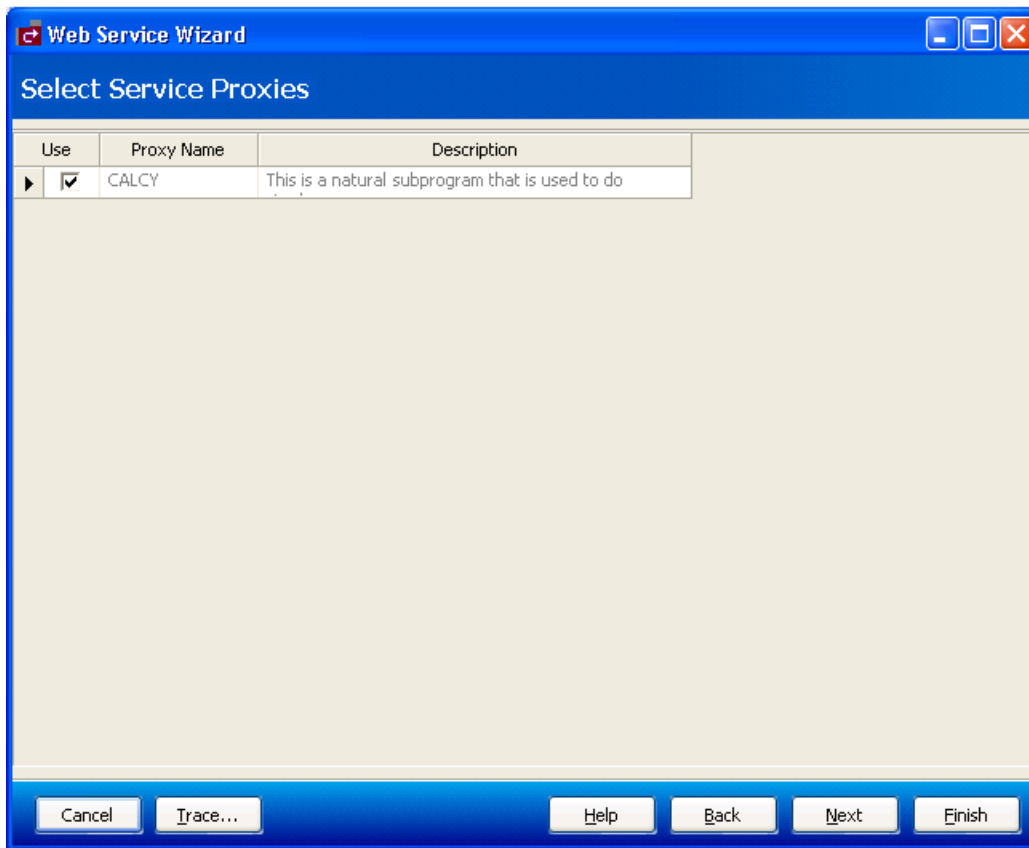 Web Service Wizard
Select Service Proxies
Use Proxy Name Description
CALCY This is a natural subprogram that is used to do
Cancel Trace... Help Back Next Finish